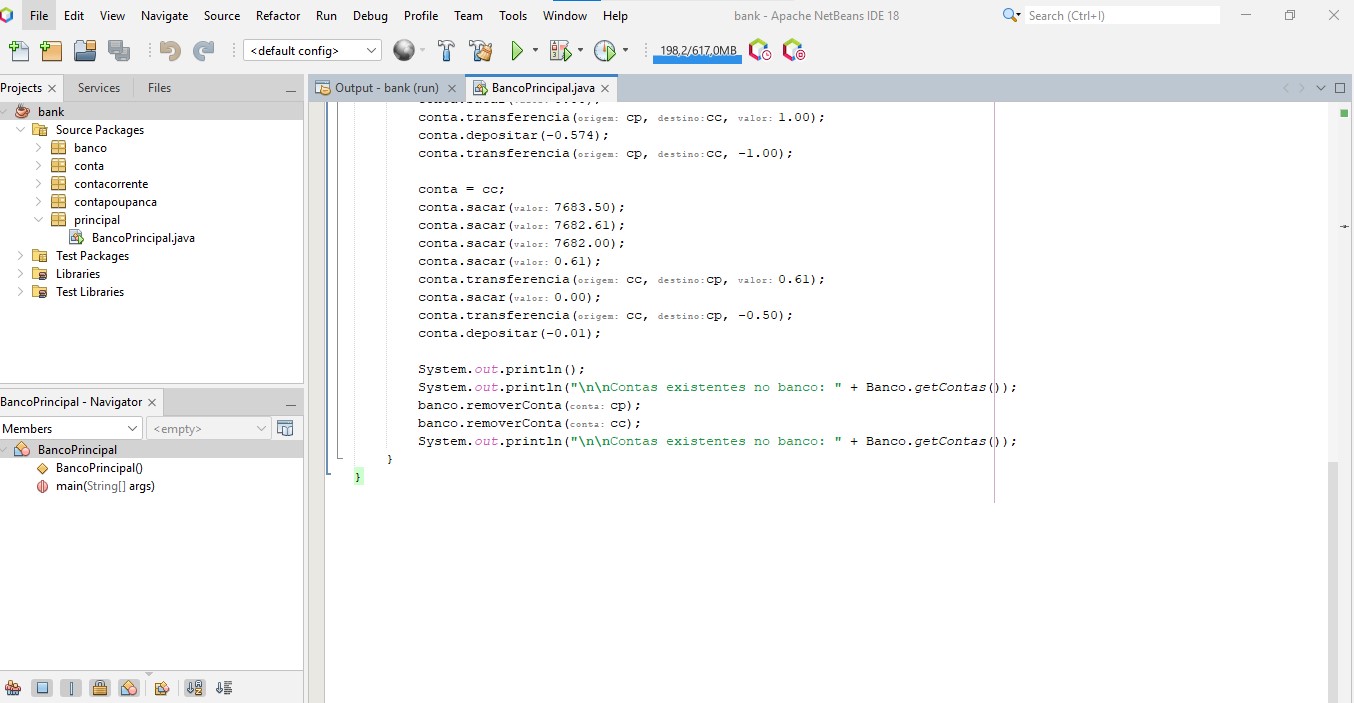 File Edit View Navigate Source Refactor Run Debug Profile Team Tools Window Help bank - Apache NetBeans IDE 18 Search (Ctrl+I)
<default config> 198,2/617,0MB
Projects Services Files
Output - bank (run) BancoPrincipal.java
bank
Source Packages
banco
conta
contacorrente
contapoupanca
principal
BancoPrincipal.java
Test Packages
Libraries
Test Libraries
BancoPrincipal - Navigator
Members <empty>
BancoPrincipal
BancoPrincipal()
main(String[] args)
conta.transferencia(origem: cp, destino:cc, valor: 1.00);
conta.depositar(-0.574);
conta.transferencia(origem: cp, destino:cc, -1.00);
conta = cc;
conta.sacar(valor: 7683.50);
conta.sacar(valor: 7682.61);
conta.sacar(valor: 7682.00);
conta.sacar(valor: 0.61);
conta.transferencia(origem: cc, destino:cp, valor: 0.61);
conta.sacar(valor: 0.00);
conta.transferencia(origem: cc, destino:cp, -0.50);
conta.depositar(-0.01);
System.out.println();
System.out.println("\n\nContas existentes no banco: " + Banco.getContas());
banco.removerConta(conta: cp);
banco.removerConta(conta: cc);
System.out.println("\n\nContas existentes no banco: " + Banco.getContas());
}
}